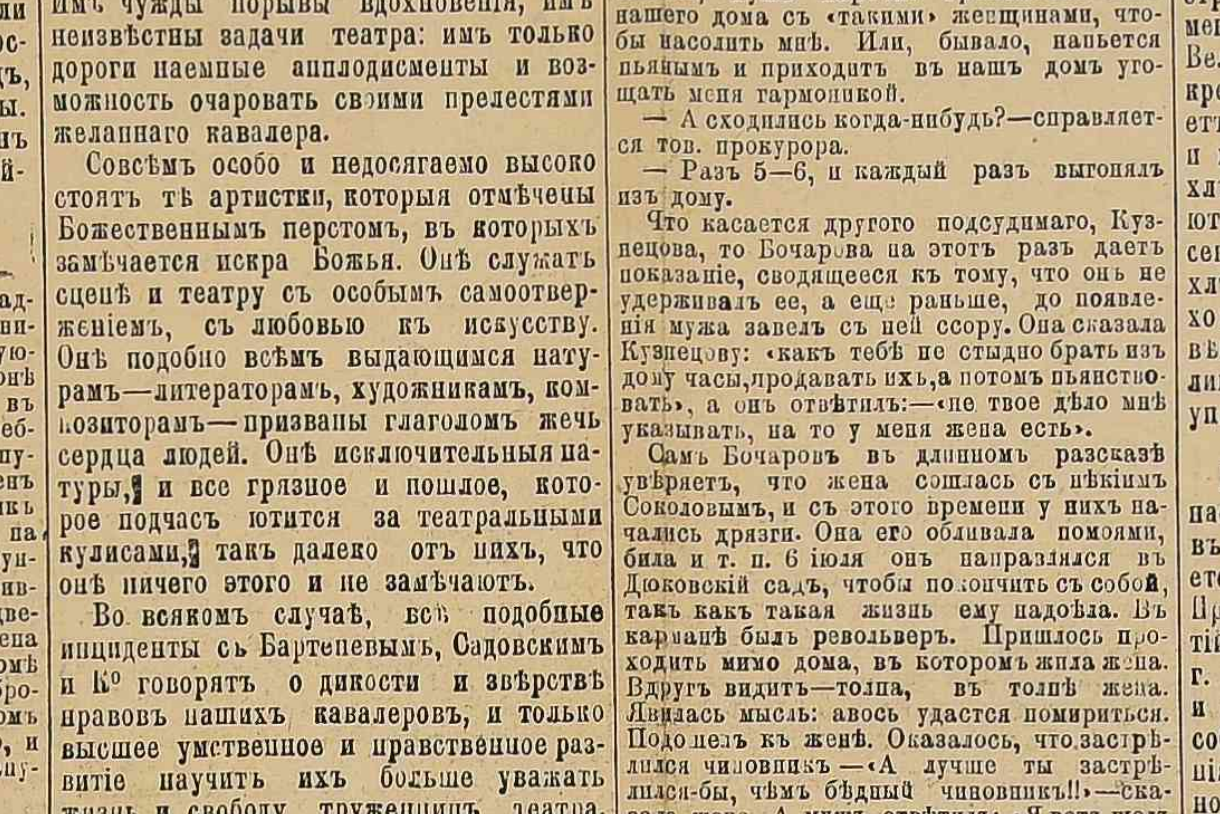 неизвѣстны задачи театра: имъ только
дороги наемные апплодисменты и воз-
можность очаровать своими прелестями
желаннаго кавалера.
Совсѣмъ особо и недосягаемо высоко
стоятъ тѣ артистки, которыя отмѣчены
Божественнымъ перстомъ, въ которыхъ
замѣчается искра Божья. Онѣ служатъ
сценѣ и театру съ особымъ самоотвер-
женіемъ, съ любовью къ искусству.
Онѣ подобно всѣмъ выдающимся нату-
рамъ—литераторамъ, художникамъ, ком-
позиторамъ—призваны глаголомъ жечь
сердца людей. Онѣ исключительныя на-
туры, и все грязное и пошлое, кото-
рое подчасъ ютится за театральными
кулисами, такъ далеко отъ нихъ, что
онѣ ничего этого и не замѣчаютъ.
Во всякомъ случаѣ, всѣ подобные
инциденты съ Бартеневымъ, Садовскимъ
и К° говорятъ о дикости и звѣрствѣ
нравовъ нашихъ кавалеровъ, и только
высшее умственное и нравственное раз-
витіе научитъ ихъ больше уважать
жизнь и свободу труженицъ театра.
нашего дома съ «такими» женщинами, что-
бы насолить мнѣ. Или, бывало, напьется
пьянымъ и приходитъ въ нашъ домъ уго-
щать меня гармоникой.
— А сходились когда-нибудь?—справляет-
ся тов. прокурора.
— Разъ 5—6, и каждый разъ выгонялъ
изъ дому.
Что касается другого подсудимаго, Куз-
нецова, то Бочарова на этотъ разъ даетъ
показаніе, сводящееся къ тому, что онъ не
удерживалъ ее, а еще раньше, до появле-
нія мужа завелъ съ ней ссору. Она сказала
Кузнецову: «какъ тебѣ не стыдно брать изъ
дому часы, продавать ихъ, а потомъ пьянство-
вать», а онъ отвѣтилъ:—«не твое дѣло мнѣ
указывать, на то у меня жена есть».
Самъ Бочаровъ въ длинномъ разсказѣ
увѣряетъ, что жена сошлась съ нѣкіимъ
Соколовымъ, и съ этого времени у нихъ на-
чались дрязги. Она его обливала помоями,
била и т. п. 6 іюля онъ направлялся въ
Дюковскій садъ, чтобы покончить съ собой,
такъ какъ такая жизнь ему надоѣла. Въ
карманѣ былъ револьверъ. Пришлось про-
ходить мимо дома, въ которомъ жила жена.
Вдругъ видитъ—толпа, въ толпѣ жена.
Явилась мысль: авось удастся помириться.
Подошелъ къ женѣ. Оказалось, что застрѣ-
лился чиновникъ—«А лучше ты застрѣ-
лился-бы, чѣмъ бѣдный чиновникъ!!»—ска-